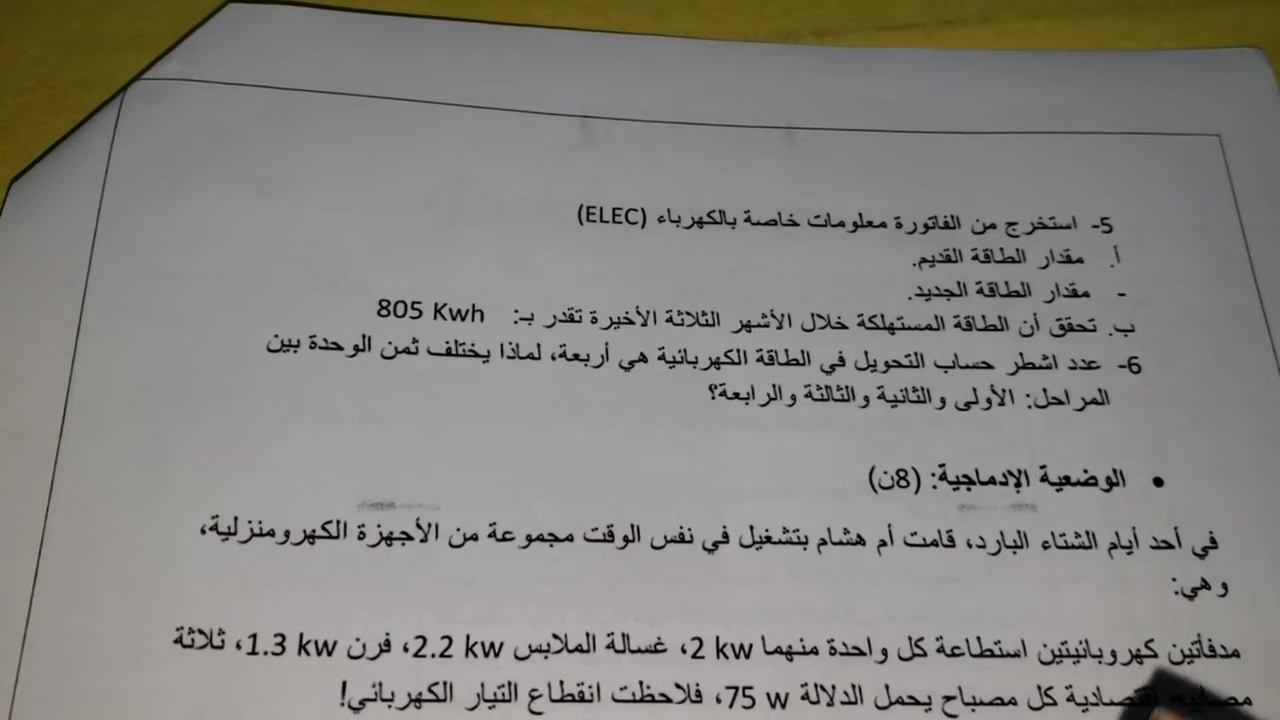 5- استخرج من الفاتورة معلومات خاصة بالكهرباء (ELEC)
أ. مقدار الطاقة القديم.
- مقدار الطاقة الجديد.
ب. تحقق أن الطاقة المستهلكة خلال الأشهر الثلاثة الأخيرة تقدر بـ: 805 Kwh
6- عدد اشطر حساب التحويل في الطاقة الكهربائية هي أربعة، لماذا يختلف ثمن الوحدة بين
المراحل: الأولى والثانية والثالثة والرابعة؟
• الوضعية الإدماجية: (8ن)
في أحد أيام الشتاء البارد، قامت أم هشام بتشغيل في نفس الوقت مجموعة من الأجهزة الكهرومنزلية،
وهي:
مدفأتين كهروبائيتين استطاعة كل واحدة منهما 2 kw، غسالة الملابس 2.2 kw، فرن 1.3 kw، ثلاثة
كل مصباح يحمل الدلالة 75 w، فلاحظت انقطاع التيار الكهربائي!